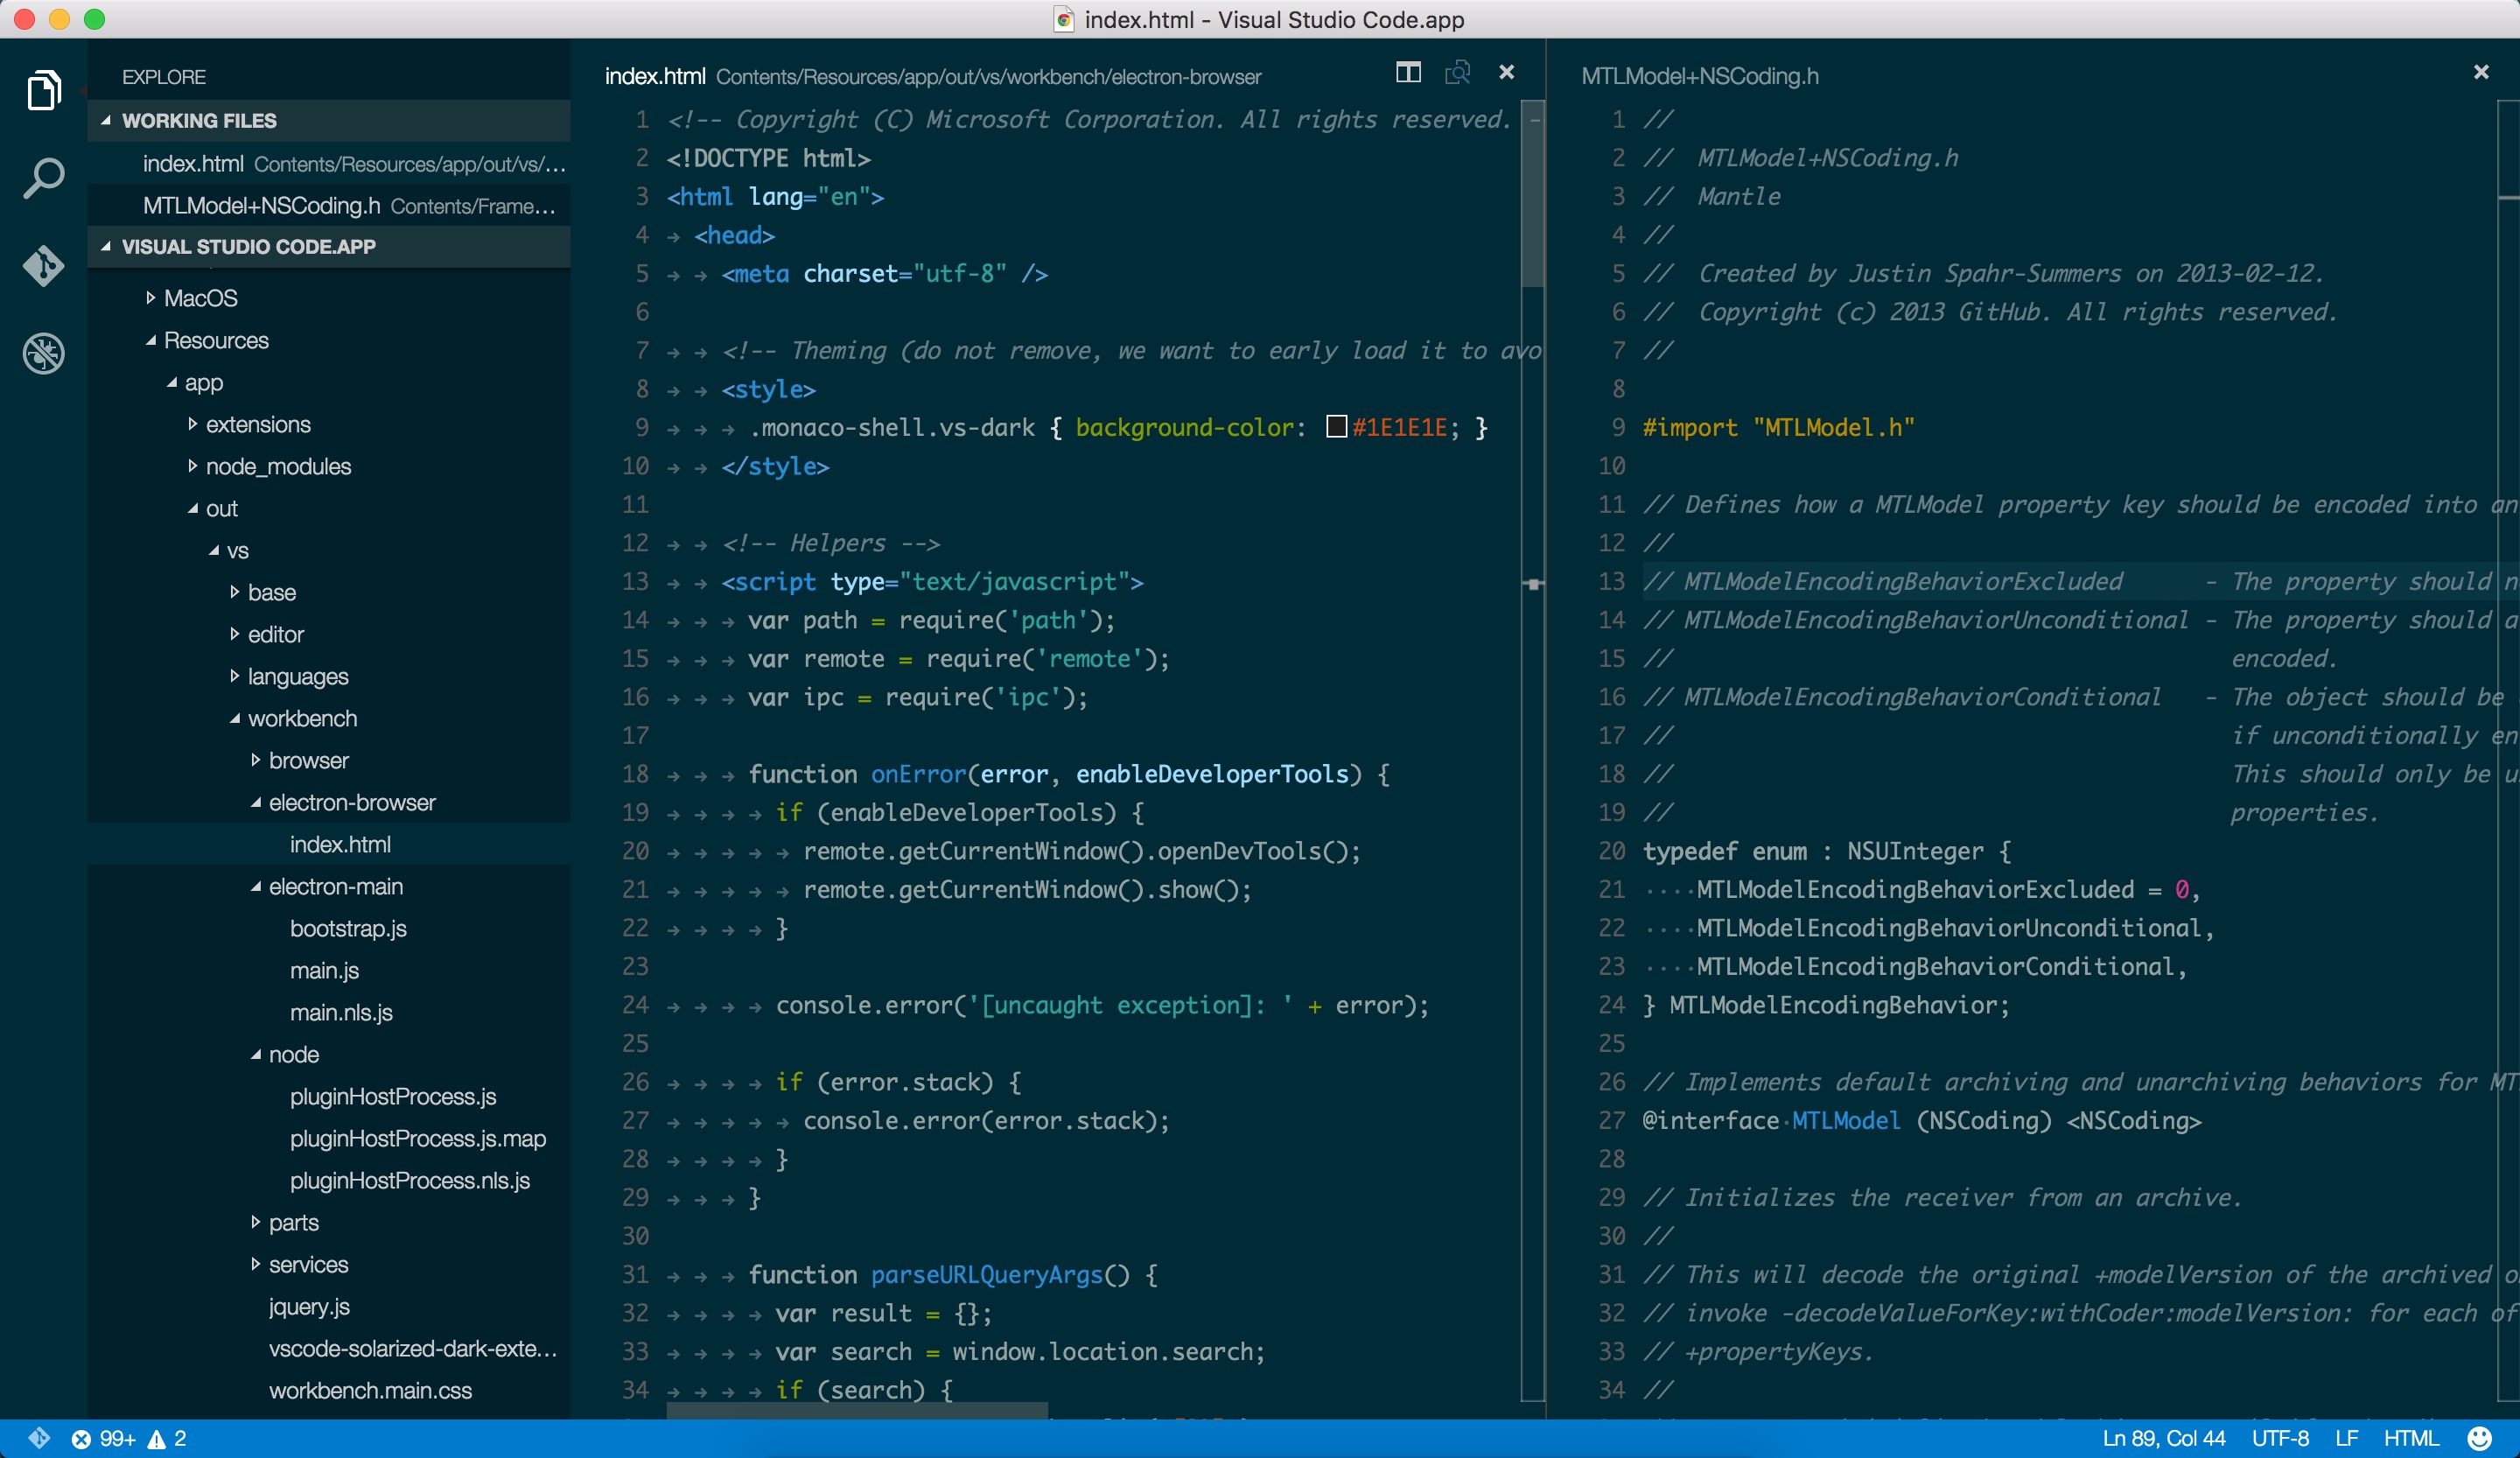 index.html - Visual Studio Code.app
EXPLORE
WORKING FILES
index.html Contents/Resources/app/out/vs/...
MTLModel+NSCoding.h Contents/Frame...
VISUAL STUDIO CODE.APP
MacOS
Resources
app
extensions
node_modules
out
vs
base
editor
languages
workbench
browser
electron-browser
index.html
electron-main
bootstrap.js
main.js
main.nls.js
node
pluginHostProcess.js
pluginHostProcess.js.map
pluginHostProcess.nls.js
parts
services
jquery.js
vscode-solarized-dark-exte...
workbench.main.css
index.html Contents/Resources/app/out/vs/workbench/electron-browser
1 <!-- Copyright (C) Microsoft Corporation. All rights reserved. -
2 <!DOCTYPE html>
3 <html lang="en">
4 → <head>
5 → → <meta charset="utf-8" />
6
7 → → <!-- Theming (do not remove, we want to early load it to avo
8 → → <style>
9 → → → .monaco-shell.vs-dark { background-color: #1E1E1E; }
10 → → </style>
11
12 → → <!-- Helpers -->
13 → → <script type="text/javascript">
14 → → → var path = require('path');
15 → → → var remote = require('remote');
16 → → → var ipc = require('ipc');
17
18 → → → function onError(error, enableDeveloperTools) {
19 → → → → if (enableDeveloperTools) {
20 → → → → → remote.getCurrentWindow().openDevTools();
21 → → → → → remote.getCurrentWindow().show();
22 → → → → }
23
24 → → → → console.error('[uncaught exception]: ' + error);
25
26 → → → → if (error.stack) {
27 → → → → → console.error(error.stack);
28 → → → → }
29 → → → }
30
31 → → → function parseURLQueryArgs() {
32 → → → → var result = {};
33 → → → → var search = window.location.search;
34 → → → → if (search) {
MTLModel+NSCoding.h
1 //
2 // MTLModel+NSCoding.h
3 // Mantle
4 //
5 // Created by Justin Spahr-Summers on 2013-02-12.
6 // Copyright (c) 2013 GitHub. All rights reserved.
7 //
8
9 #import "MTLModel.h"
10
11 // Defines how a MTLModel property key should be encoded into an
12 //
13 // MTLModelEncodingBehaviorExcluded - The property should n
14 // MTLModelEncodingBehaviorUnconditional - The property should a
15 // encoded.
16 // MTLModelEncodingBehaviorConditional - The object should be
17 // if unconditionally en
18 // This should only be u
19 // properties.
20 typedef enum : NSUInteger {
21 ····MTLModelEncodingBehaviorExcluded = 0,
22 ····MTLModelEncodingBehaviorUnconditional,
23 ····MTLModelEncodingBehaviorConditional,
24 } MTLModelEncodingBehavior;
25
26 // Implements default archiving and unarchiving behaviors for MT
27 @interface·MTLModel (NSCoding) <NSCoding>
28
29 // Initializes the receiver from an archive.
30 //
31 // This will decode the original +modelVersion of the archived o
32 // invoke -decodeValueForKey:withCoder:modelVersion: for each of
33 // +propertyKeys.
34 //
99+ 2
Ln 89, Col 44 UTF-8 LF HTML